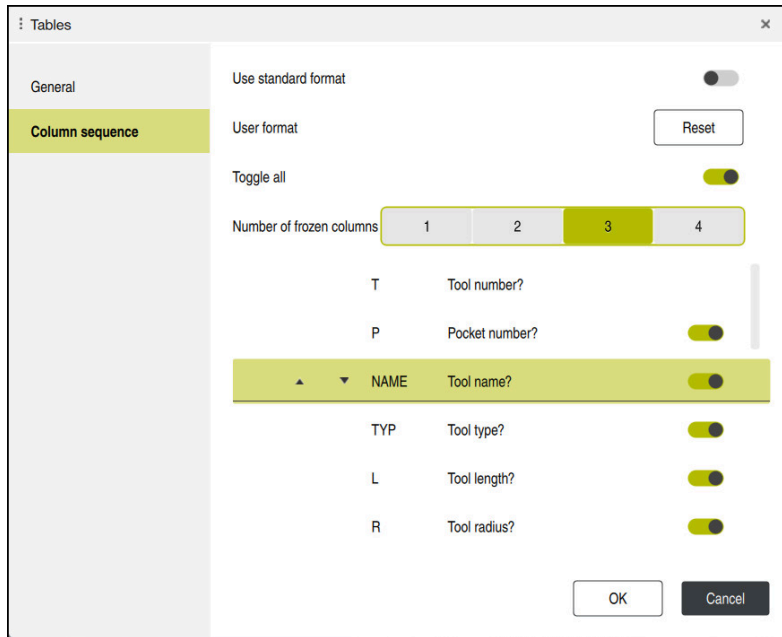 Tables
General
Column sequence
Use standard format
User format
Reset
Toggle all
Number of frozen columns 1 2 3 4
T Tool number?
P Pocket number?
NAME Tool name?
TYP Tool type?
L Tool length?
R Tool radius?
OK Cancel